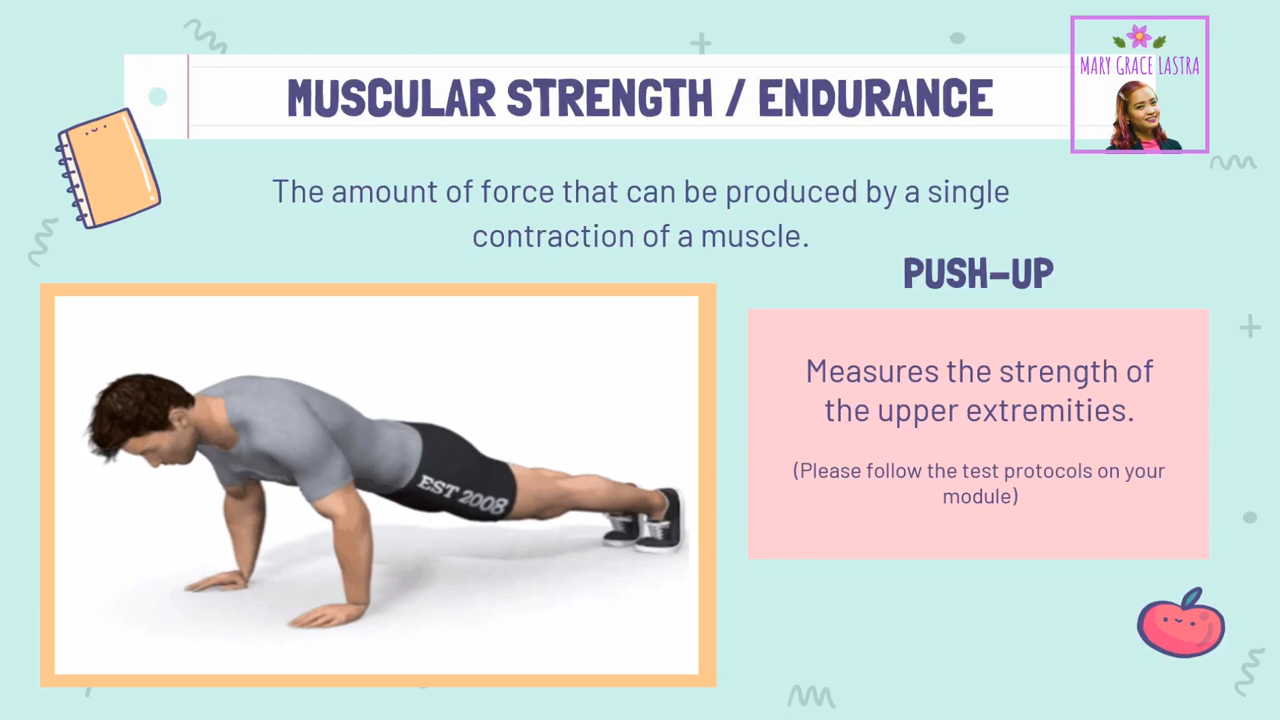 MUSCULAR STRENGTH / ENDURANCE
MARY GRACE LASTRA
The amount of force that can be produced by a single
contraction of a muscle.
PUSH-UP
EST 2008
Measures the strength of
the upper extremities.
(Please follow the test protocols on your
module)